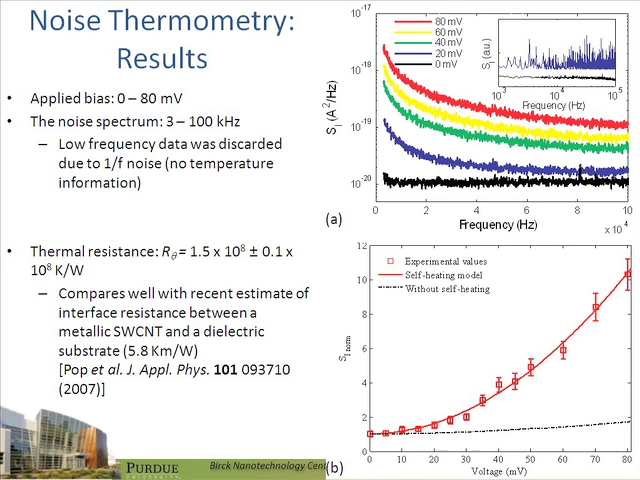 Noise Thermometry:
Results
• Applied bias: 0 – 80 mV
• The noise spectrum: 3 – 100 kHz
– Low frequency data was discarded
due to 1/f noise (no temperature
information)
• Thermal resistance: Rϑ = 1.5 x 10⁸ ± 0.1 x
10⁸ K/W
– Compares well with recent estimate of
interface resistance between a
metallic SWCNT and a dielectric
substrate (5.8 Km/W)
[Pop et al. J. Appl. Phys. 101 093710
(2007)]
PURDUE
UNIVERSITY
Birck Nanotechnology Cent
(a)
10⁻¹⁷
10⁻¹⁸
10⁻¹⁹
10⁻²⁰
S_I (A²/Hz)
80 mV
60 mV
40 mV
20 mV
0 mV
S_I (au.)
10³ 10⁴ 10⁵
Frequency (Hz)
0 2 4 6 8 10
Frequency (Hz)
x 10⁴
(b)
12
10
8
6
4
2
0
S_I norm
Experimental values
Self-heating model
Without self-heating
0 10 20 30 40 50 60 70 80
Voltage (mV)